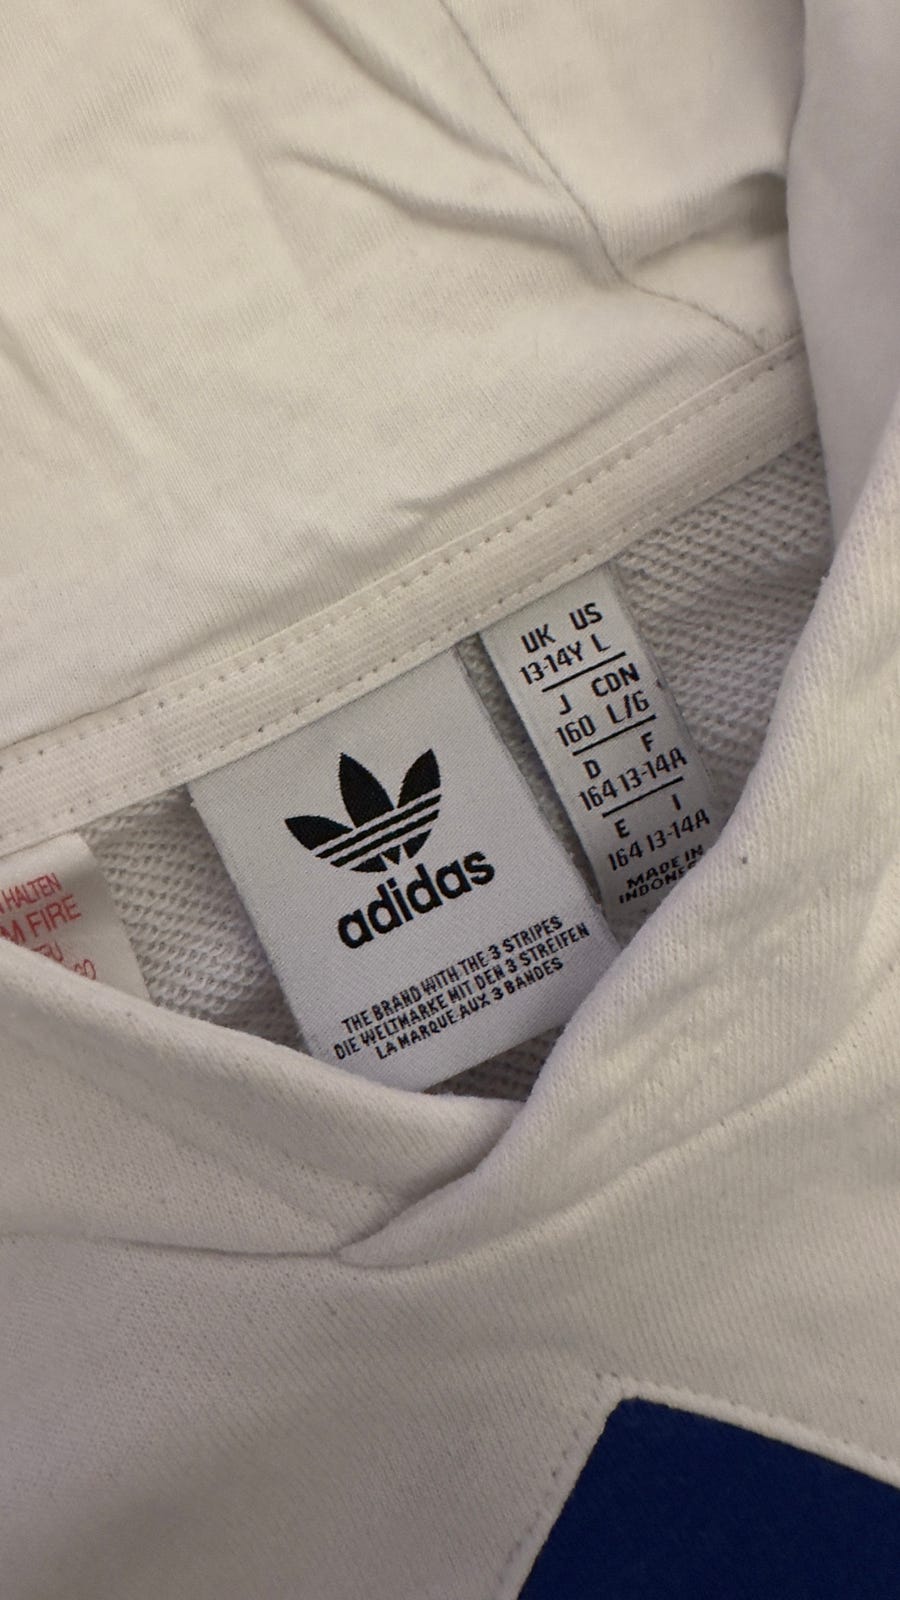 HALTEN
FIRE
adidas
THE BRAND WITH THE 3 STRIPES
DIE WELTMARKE MIT DEN 3 STREIFEN
LA MARQUE AUX 3 BANDES
UK US
13-14Y L
J CDN
160 L/G
D F
164 13-14A
E I
164 13-14A
MADE IN